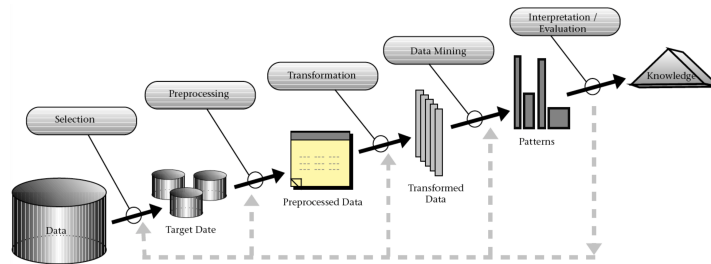 Interpretation /
Evaluation
Data Mining
Transformation
Preprocessing
Selection
Knowledge
Patterns
Transformed
Data
Preprocessed Data
Target Date
Data